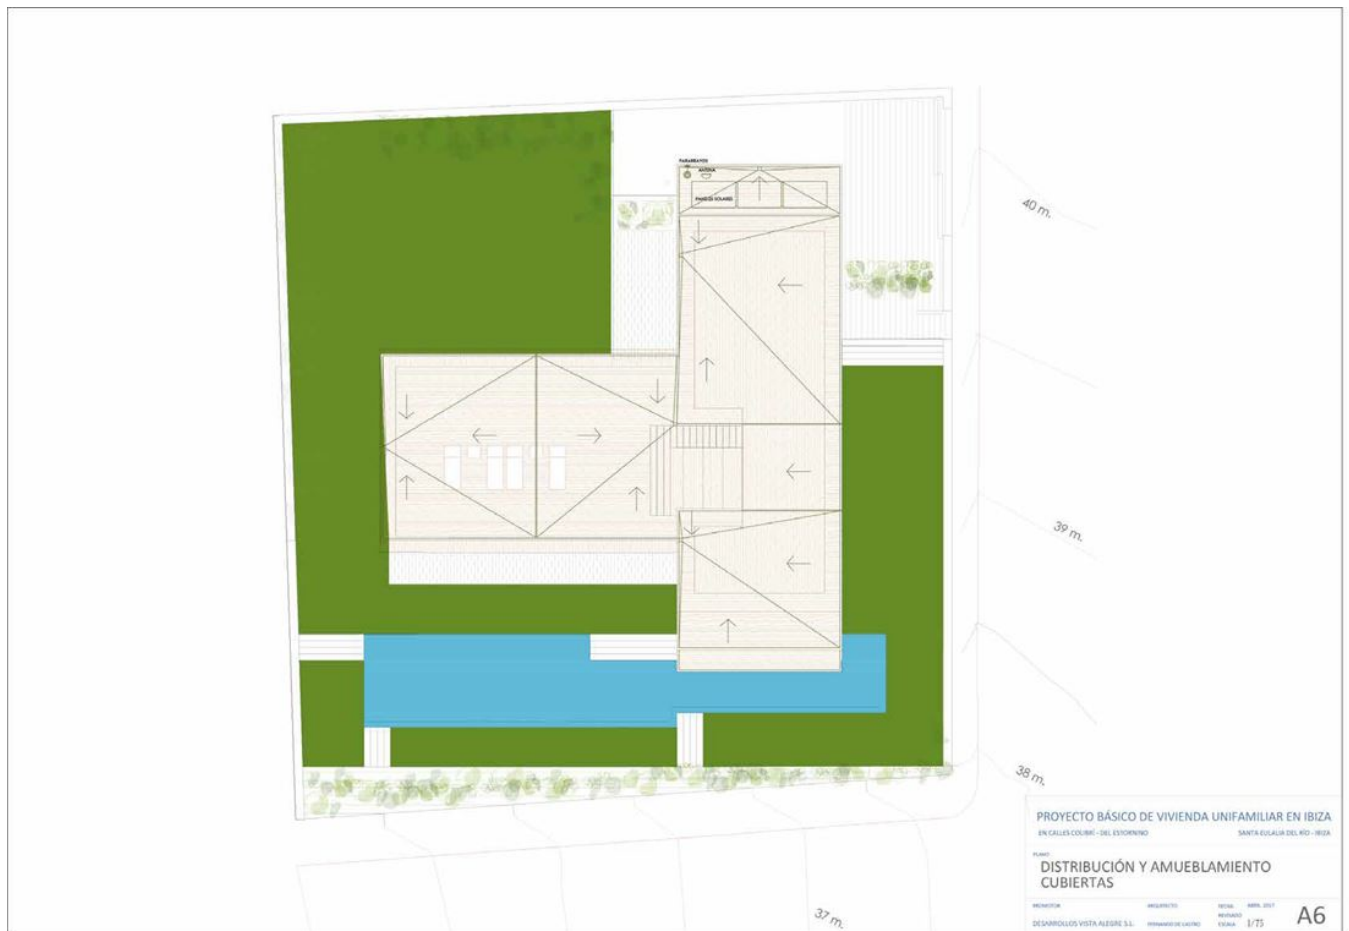 PARARRAYOS
ANTENA
PANELES SOLARES
40 m.
39 m.
38 m.
37 m.
PROYECTO BÁSICO DE VIVIENDA UNIFAMILIAR EN IBIZA
EN CALLES COLIBRÍ - DEL ESTORNINO SANTA EULALIA DEL RÍO - IBIZA
PLANO
DISTRIBUCIÓN Y AMUEBLAMIENTO
CUBIERTAS
PROMOTOR ARQUITECTO FECHA ABRIL 2017
REVISADO
DESARROLLOS VISTA ALEGRE S.L. FERNANDO DE CASTRO ESCALA 1/75 A6